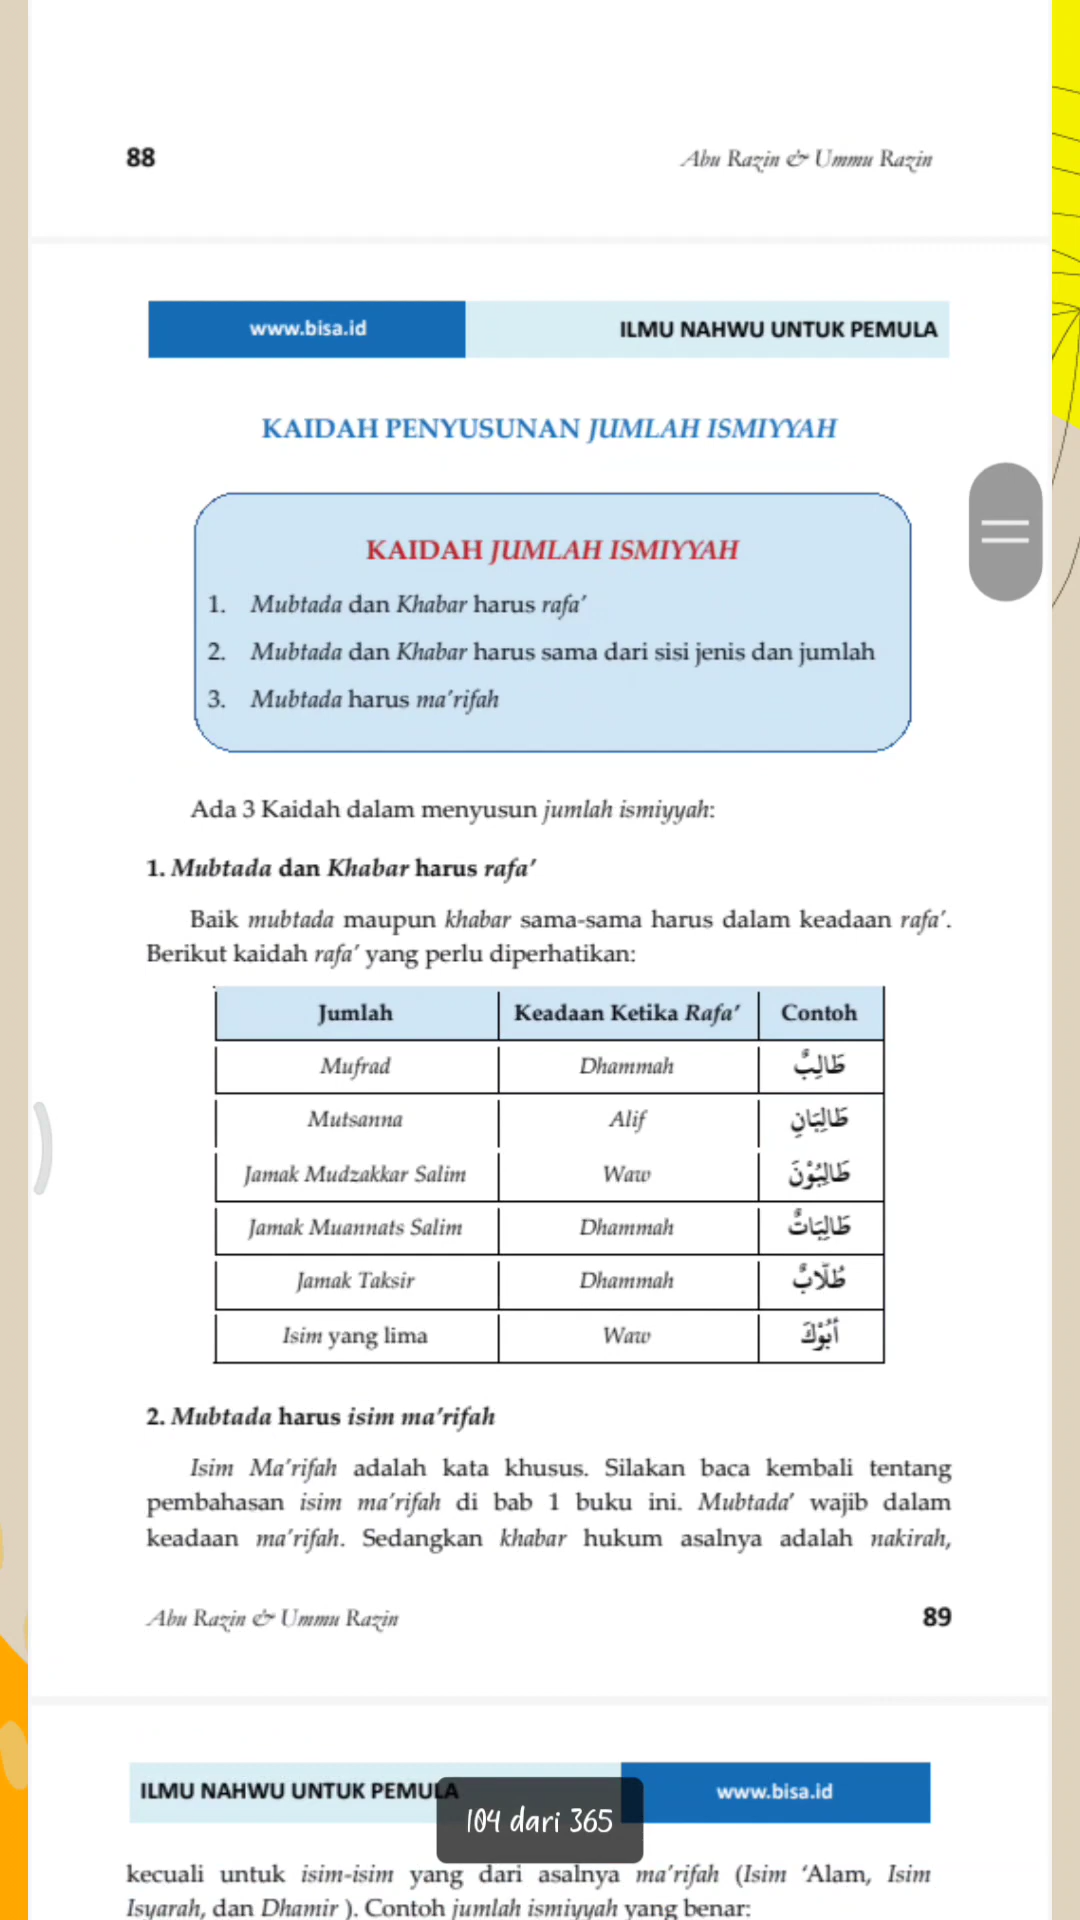 88 Abu Razin & Ummu Razin
www.bisa.id ILMU NAHWU UNTUK PEMULA
KAIDAH PENYUSUNAN JUMLAH ISMIYYAH
KAIDAH JUMLAH ISMIYYAH
1. Mubtada dan Khabar harus rafa’
2. Mubtada dan Khabar harus sama dari sisi jenis dan jumlah
3. Mubtada harus ma’rifah
Ada 3 Kaidah dalam menyusun jumlah ismiyyah:
1. Mubtada dan Khabar harus rafa’
Baik mubtada maupun khabar sama-sama harus dalam keadaan rafa’.
Berikut kaidah rafa’ yang perlu diperhatikan:
Jumlah Keadaan Ketika Rafa’ Contoh
Mufrad Dhammah طَالِبٌ
Mutsanna Alif طَالِبَانِ
Jamak Mudzakkar Salim Waw طَالِبُوْنَ
Jamak Muannats Salim Dhammah طَالِبَاتٌ
Jamak Taksir Dhammah طُلَّابٌ
Isim yang lima Waw أَبُوْكَ
2. Mubtada harus isim ma’rifah
Isim Ma’rifah adalah kata khusus. Silakan baca kembali tentang
pembahasan isim ma’rifah di bab 1 buku ini. Mubtada’ wajib dalam
keadaan ma’rifah. Sedangkan khabar hukum asalnya adalah nakirah,
Abu Razin & Ummu Razin 89
ILMU NAHWU UNTUK PEMULA www.bisa.id
104 dari 365
kecuali untuk isim-isim yang dari asalnya ma’rifah (Isim ‘Alam, Isim
Isyarah, dan Dhamir ). Contoh jumlah ismiyyah yang benar: